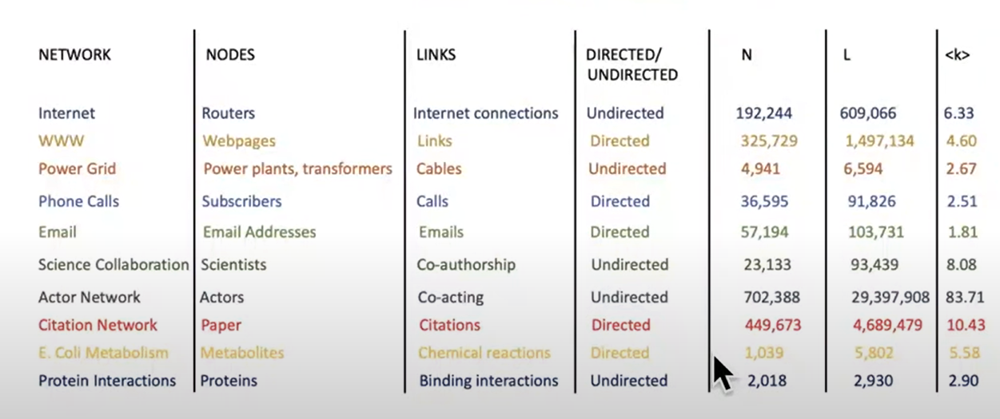 NETWORK NODES LINKS DIRECTED/ UNDIRECTED N L <k>
Internet Routers Internet connections Undirected 192,244 609,066 6.33
WWW Webpages Links Directed 325,729 1,497,134 4.60
Power Grid Power plants, transformers Cables Undirected 4,941 6,594 2.67
Phone Calls Subscribers Calls Directed 36,595 91,826 2.51
Email Email Addresses Emails Directed 57,194 103,731 1.81
Science Collaboration Scientists Co-authorship Undirected 23,133 93,439 8.08
Actor Network Actors Co-acting Undirected 702,388 29,397,908 83.71
Citation Network Paper Citations Directed 449,673 4,689,479 10.43
E. Coli Metabolism Metabolites Chemical reactions Directed 1,039 5,802 5.58
Protein Interactions Proteins Binding interactions Undirected 2,018 2,930 2.90